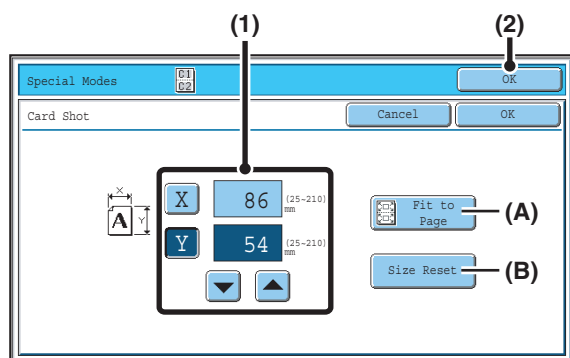 (1) (2)
Special Modes C1 C2 OK
Card Shot Cancel OK
X
A Y
X 86 (25~210) mm
Y 54 (25~210) mm
Fit to
Page
(A)
Size Reset (B)